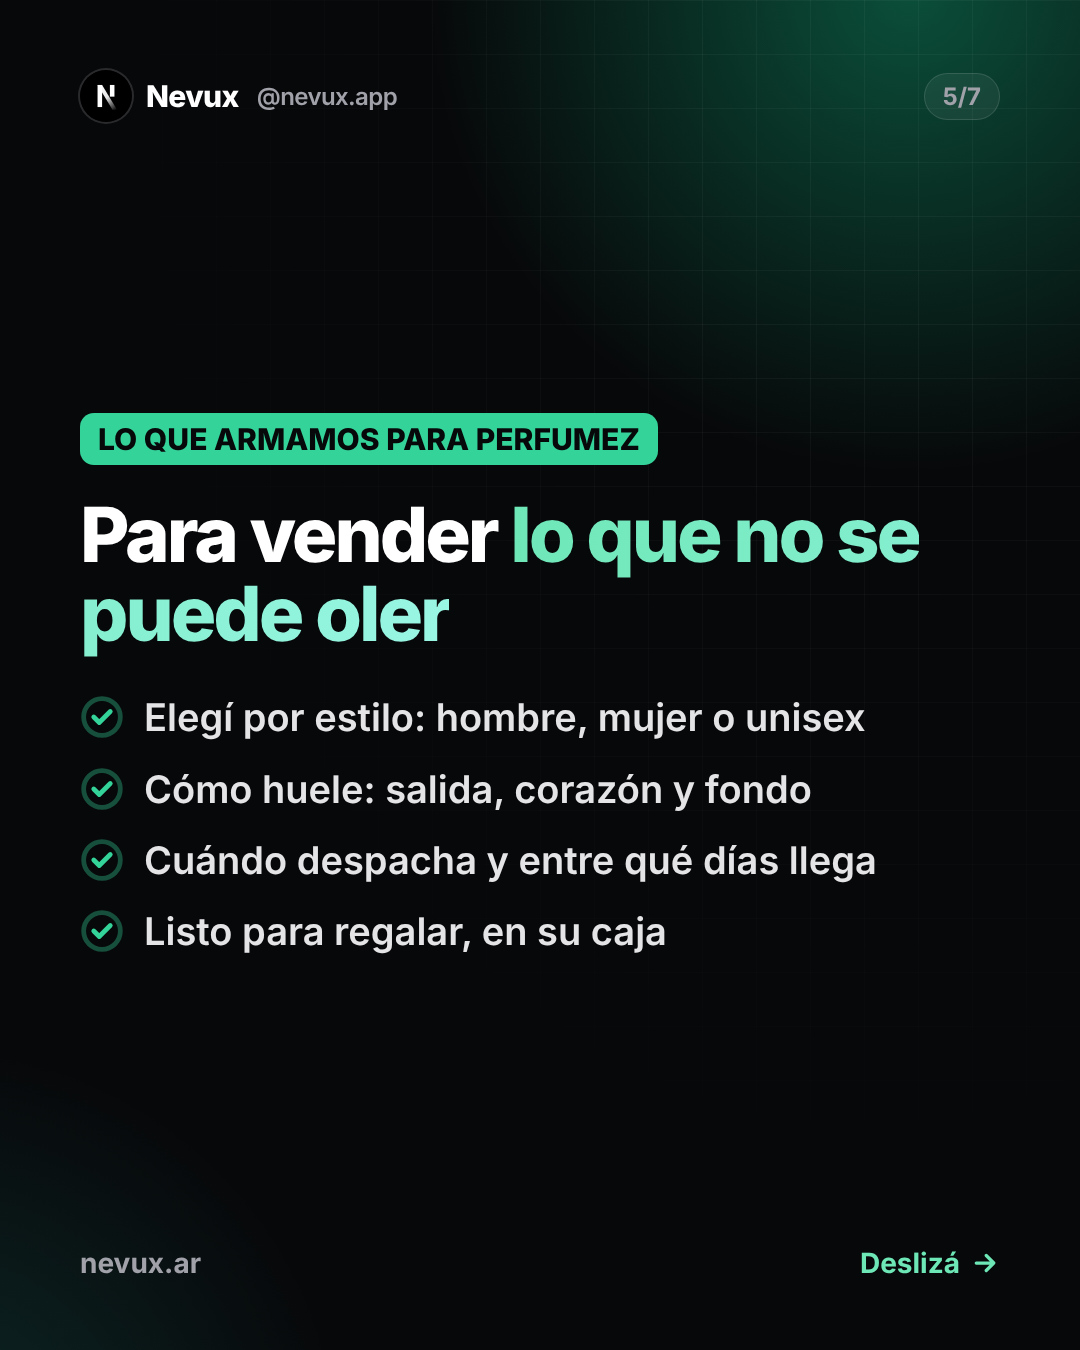 N Nevux @nevux.app 5/7
LO QUE ARMAMOS PARA PERFUMEZ
Para vender lo que no se
puede oler
Elegí por estilo: hombre, mujer o unisex
Cómo huele: salida, corazón y fondo
Cuándo despacha y entre qué días llega
Listo para regalar, en su caja
nevux.ar Deslizá →